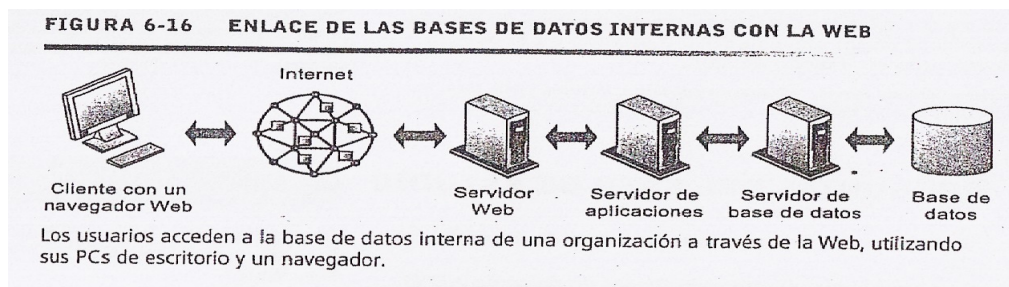 FIGURA 6-16 ENLACE DE LAS BASES DE DATOS INTERNAS CON LA WEB
Internet
Cliente con un
navegador Web
Servidor
Web
Servidor de
aplicaciones
Servidor de
base de datos
Base de
datos
Los usuarios acceden a la base de datos interna de una organización a través de la Web, utilizando
sus PCs de escritorio y un navegador.